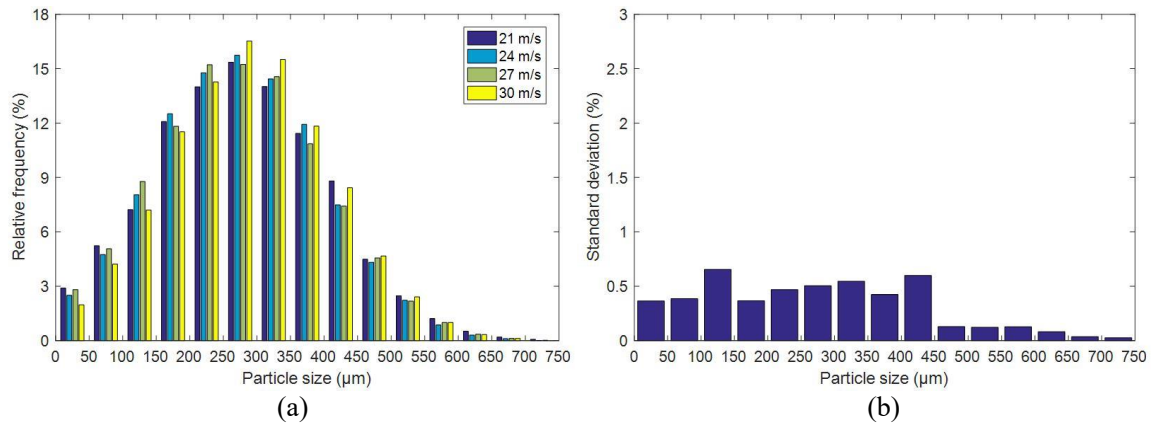 18
15
12
9
6
3
0
Relative frequency (%)
21 m/s
24 m/s
27 m/s
30 m/s
0 50 100 150 200 250 300 350 400 450 500 550 600 650 700 750
Particle size (µm)
(a)
3
2.5
2
1.5
1
0.5
0
Standard deviation (%)
0 50 100 150 200 250 300 350 400 450 500 550 600 650 700 750
Particle size (µm)
(b)